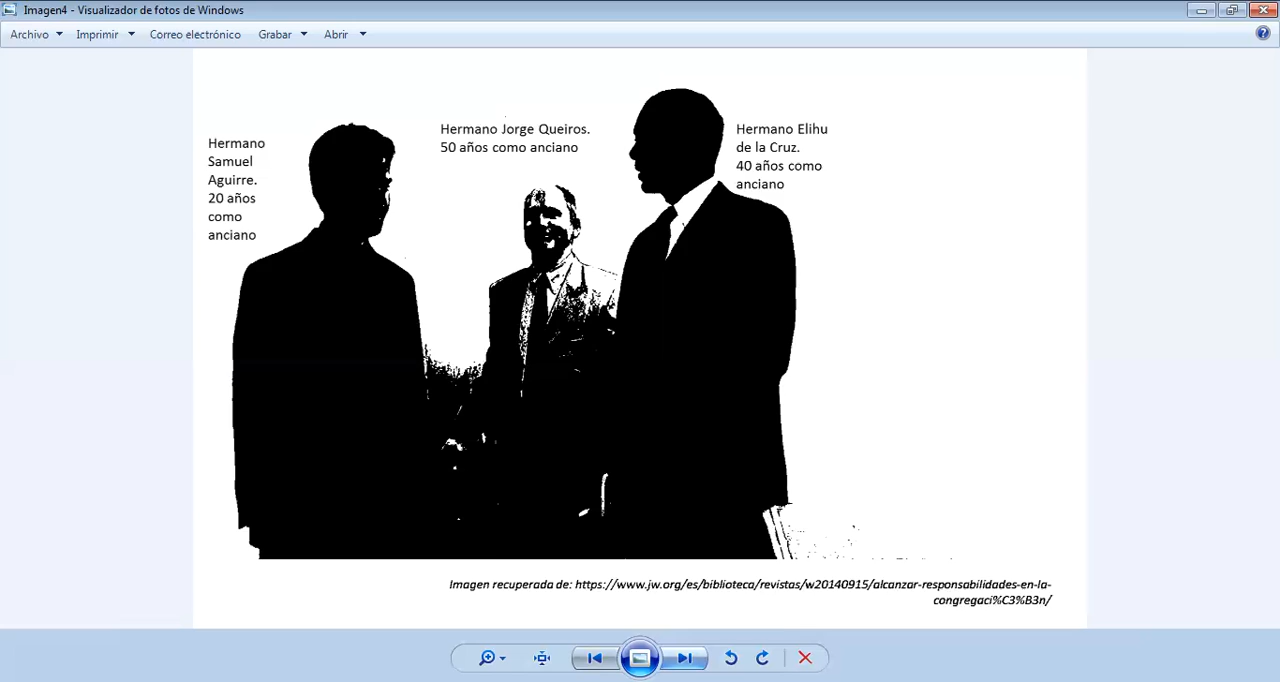 Imagen4 - Visualizador de fotos de Windows
Archivo Imprimir Correo electrónico Grabar Abrir
Hermano
Samuel
Aguirre.
20 años
como
anciano
Hermano Jorge Queiros.
50 años como anciano
Hermano Elihu
de la Cruz.
40 años como
anciano
Imagen recuperada de: https://www.jw.org/es/biblioteca/revistas/w20140915/alcanzar-responsabilidades-en-la-
congregaci%C3%B3n/